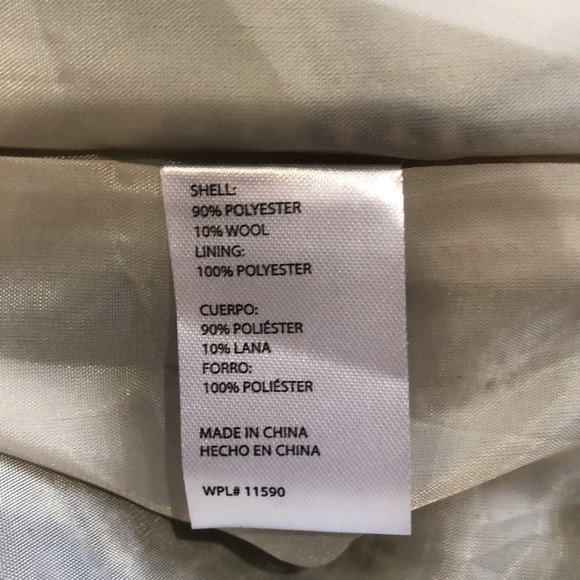 SHELL:
90% POLYESTER
10% WOOL
LINING:
100% POLYESTER
CUERPO:
90% POLIÉSTER
10% LANA
FORRO:
100% POLIÉSTER
MADE IN CHINA
HECHO EN CHINA
WPL# 11590